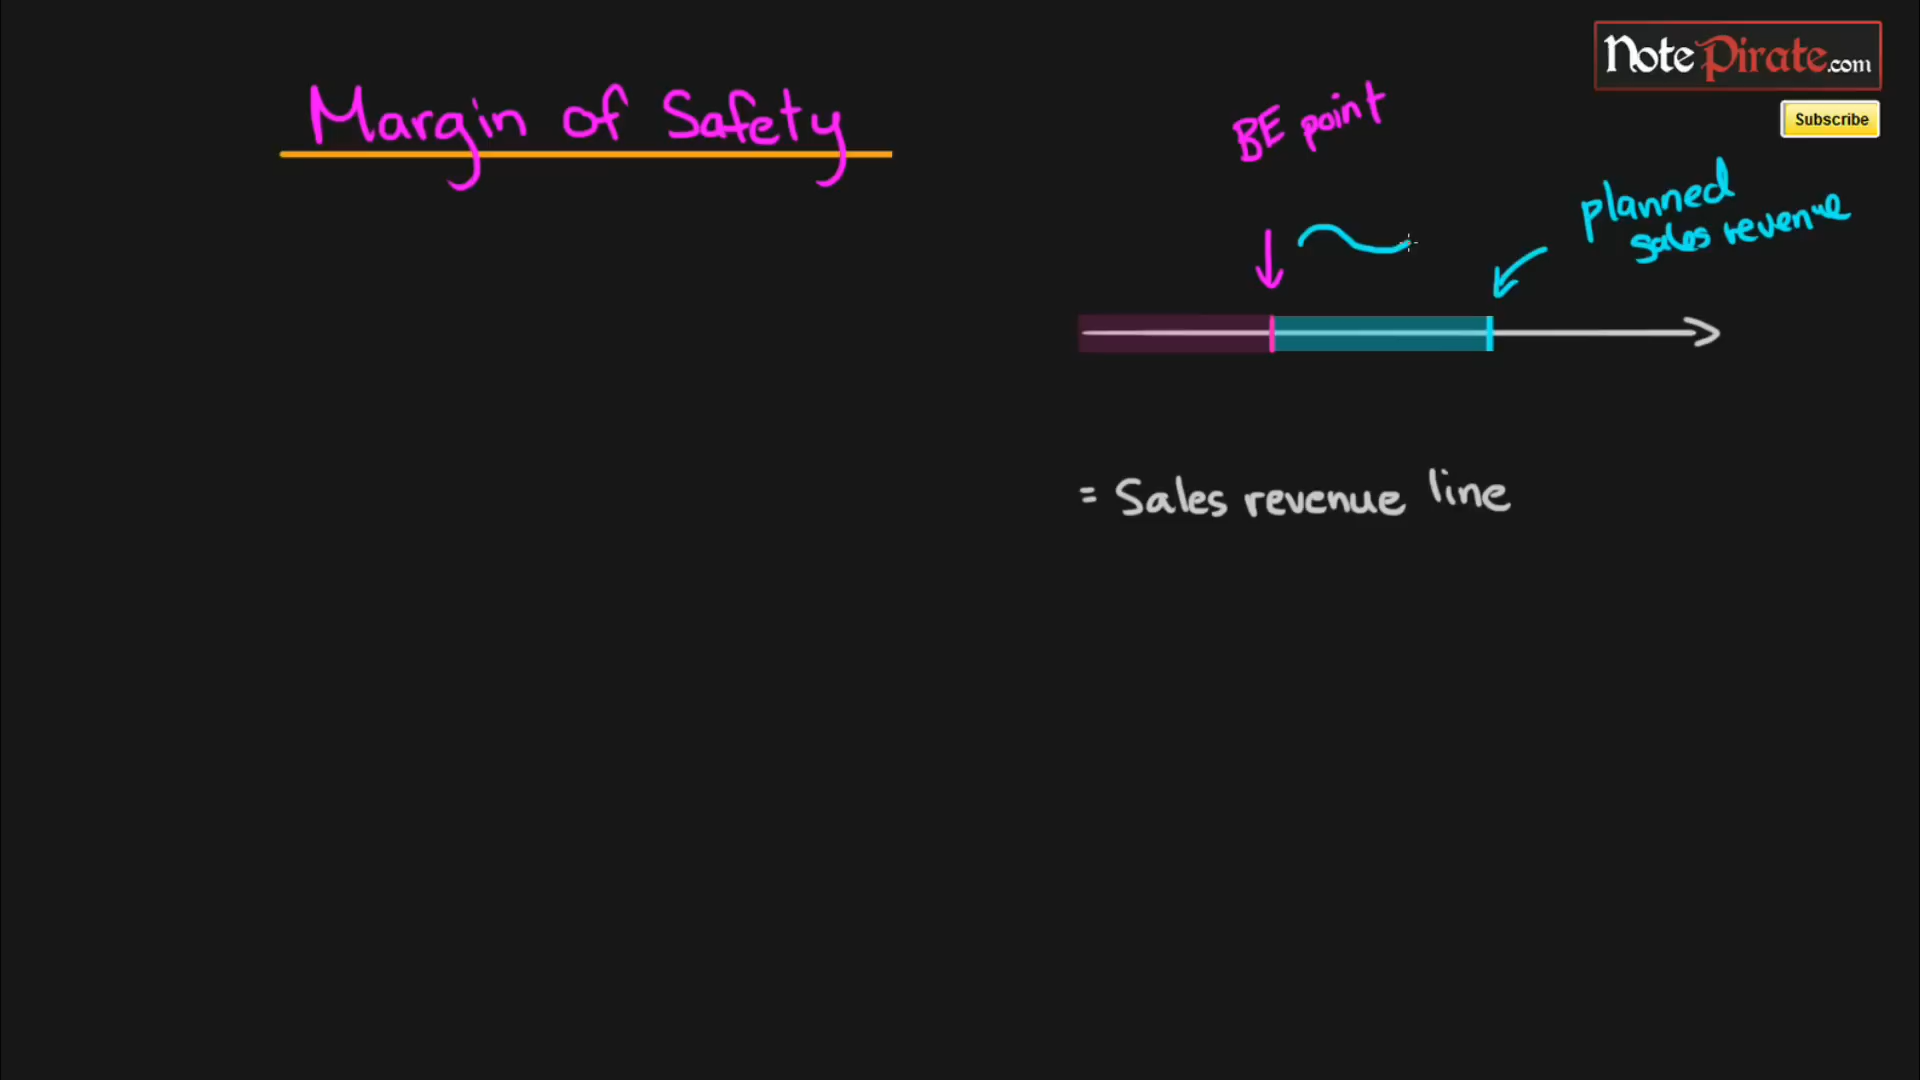 Margin of Safety
NotePirate.com
Subscribe
BE point
planned
sales revenue
= Sales revenue line